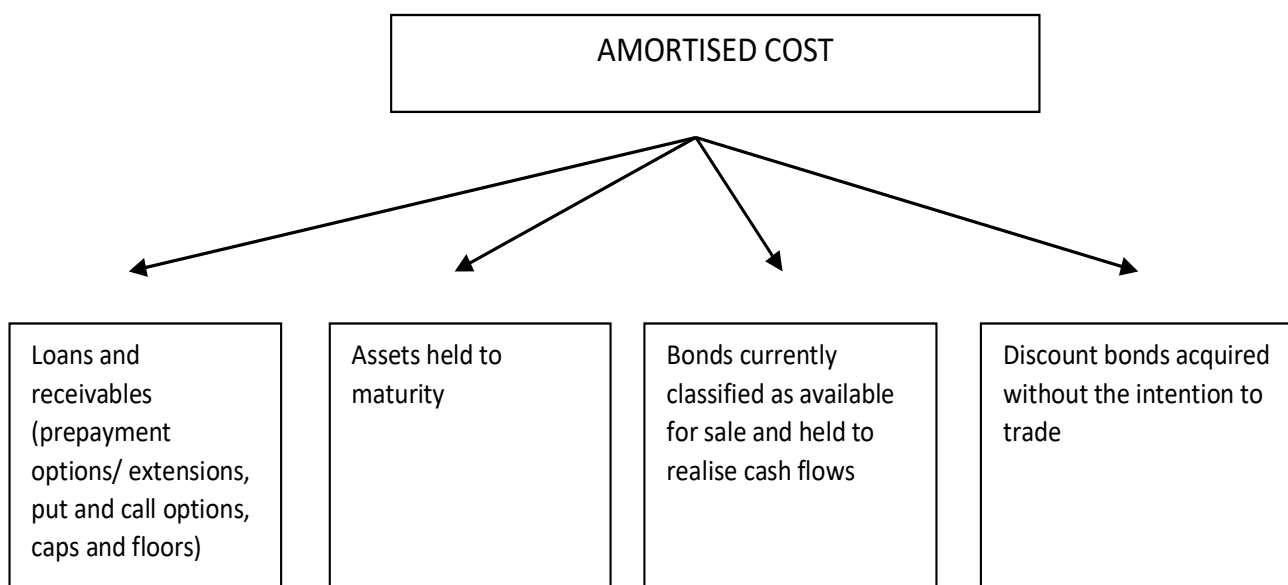 AMORTISED COST
Loans and
receivables
(prepayment
options/ extensions,
put and call options,
caps and floors)
Assets held to
maturity
Bonds currently
classified as available
for sale and held to
realise cash flows
Discount bonds acquired
without the intention to
trade